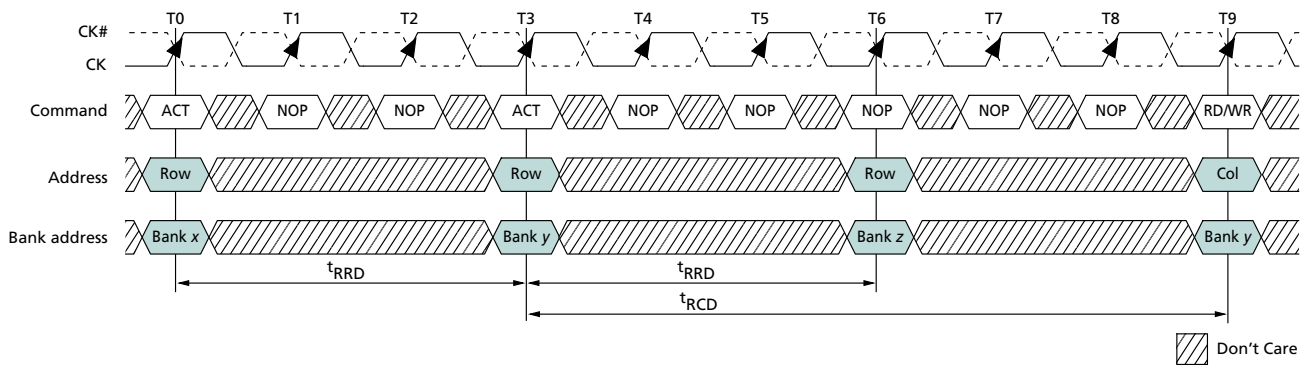 T0 T1 T2 T3 T4 T5 T6 T7 T8 T9
CK#
CK
Command ACT NOP NOP ACT NOP NOP NOP NOP NOP RD/WR
Address Row Row Row Col
Bank address Bank x Bank y Bank z Bank y
tRRD tRRD
tRCD
Don't Care